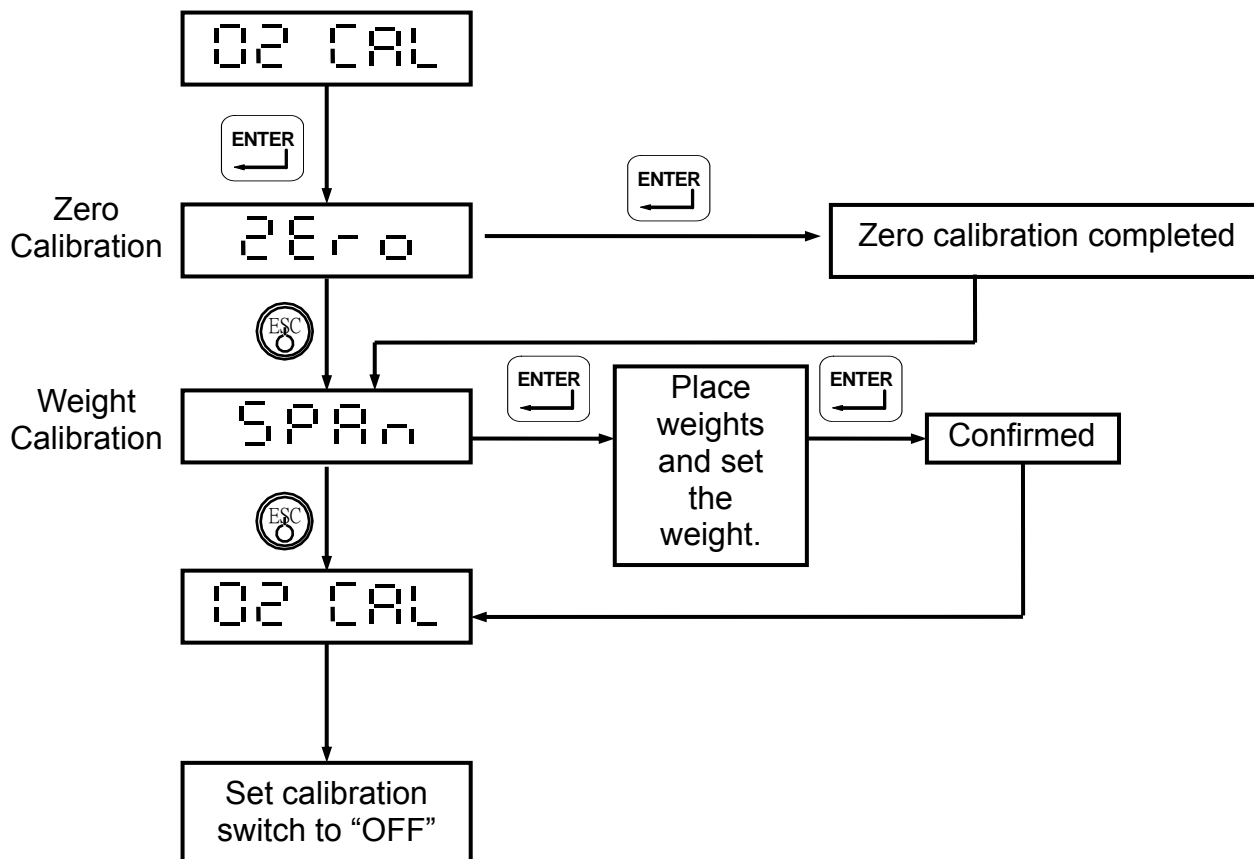 02 CAL
ENTER
ENTER
Zero
Calibration
2Ero
Zero calibration completed
ESC
ENTER
ENTER
Weight
Calibration
SPAn
Place
weights
and set
the
weight.
Confirmed
ESC
02 CAL
Set calibration
switch to “OFF”